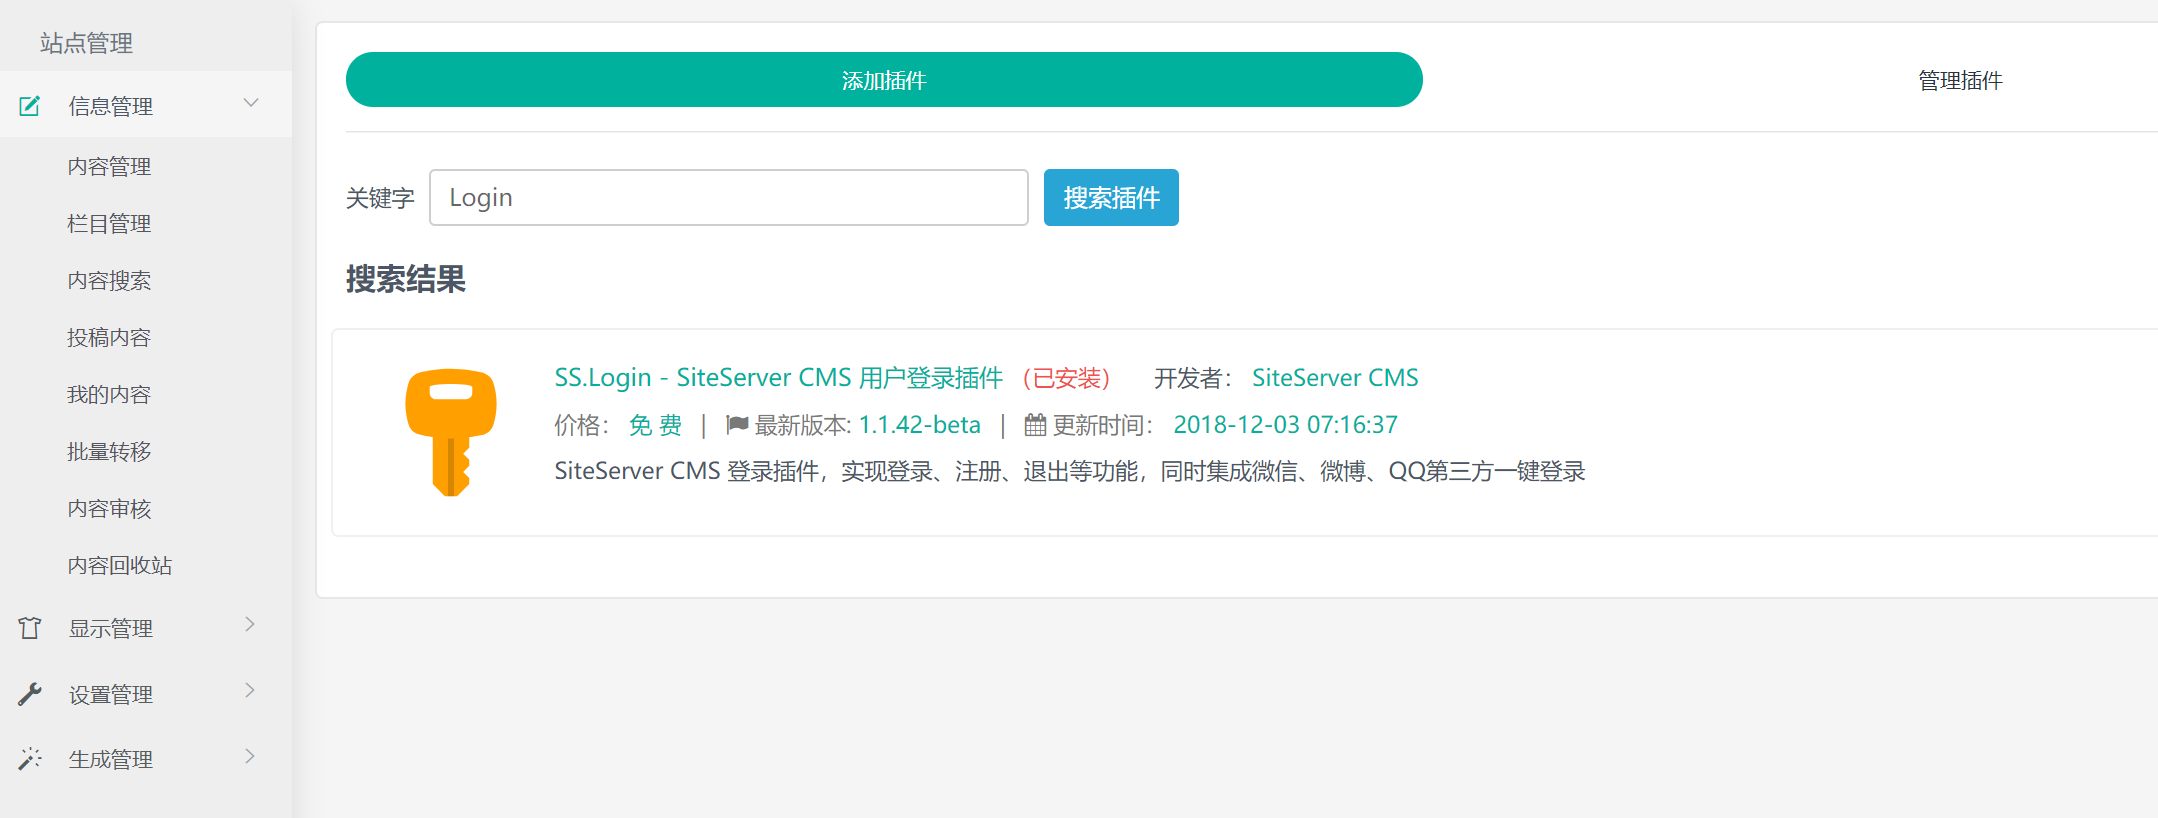 站点管理
信息管理
内容管理
栏目管理
内容搜索
投稿内容
我的内容
批量转移
内容审核
内容回收站
显示管理
设置管理
生成管理
添加插件
管理插件
关键字 Login 搜索插件
搜索结果
SS.Login - SiteServer CMS 用户登录插件 （已安装） 开发者： SiteServer CMS
价格： 免 费 | 最新版本: 1.1.42-beta | 更新时间： 2018-12-03 07:16:37
SiteServer CMS 登录插件，实现登录、注册、退出等功能，同时集成微信、微博、QQ第三方一键登录